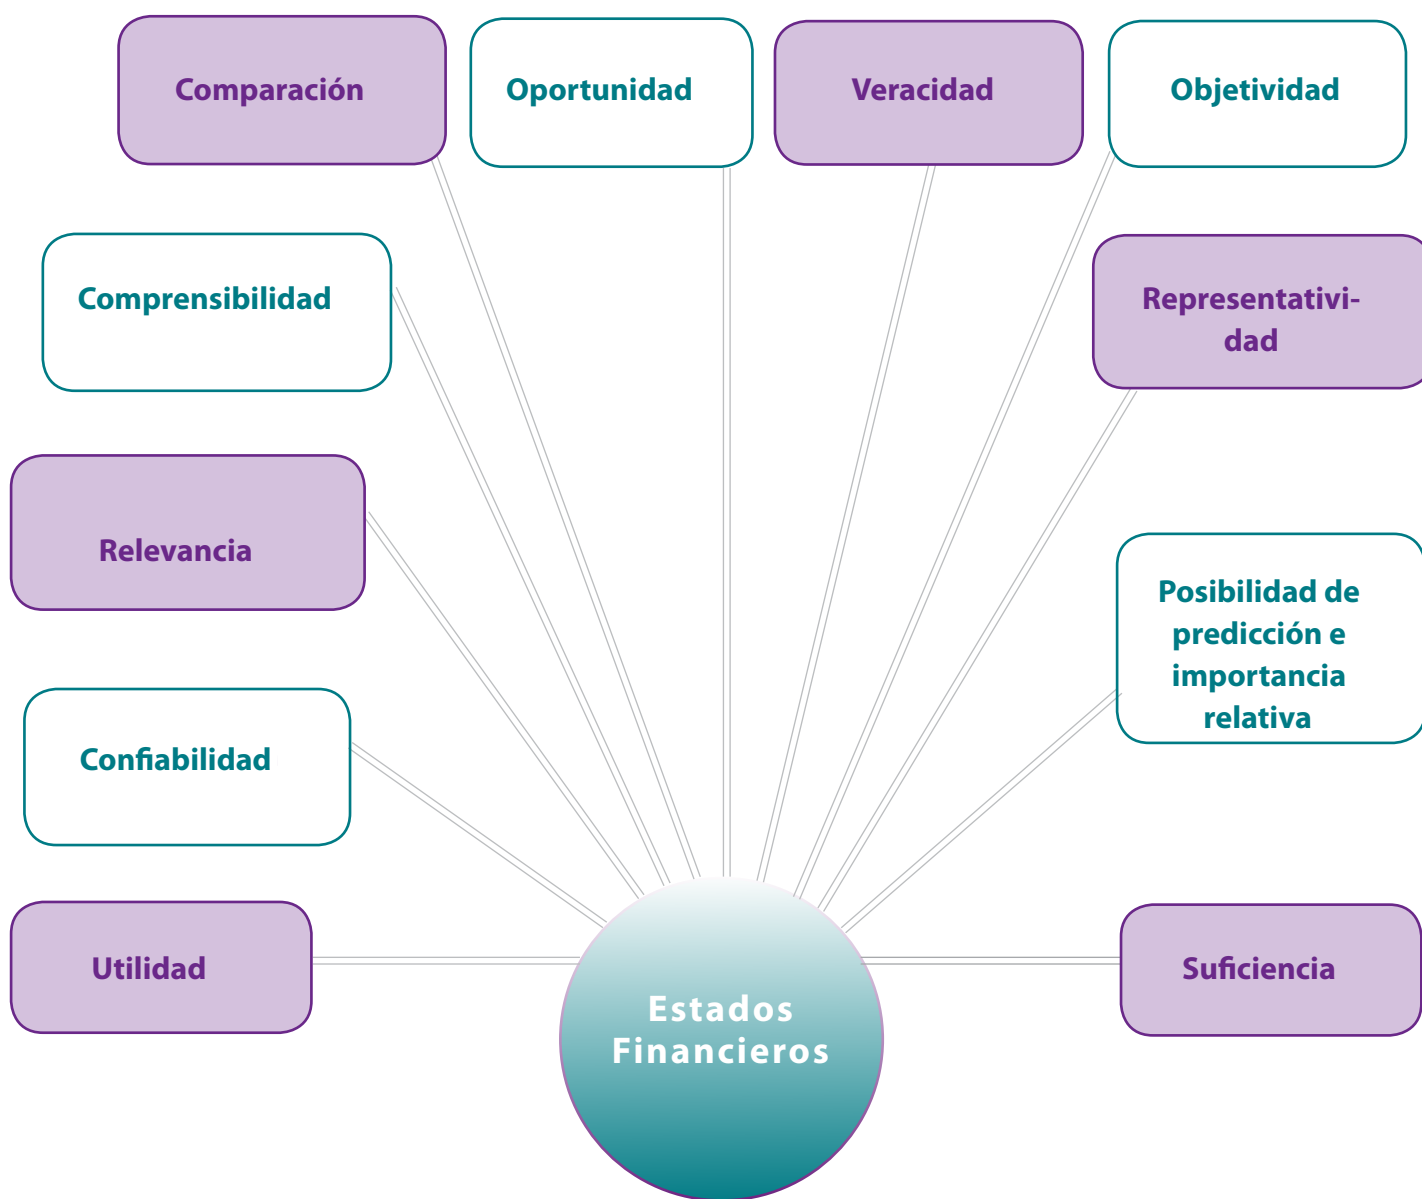 Comparación
Oportunidad
Veracidad
Objetividad
Comprensibilidad
Representativi-
dad
Relevancia
Posibilidad de
predicción e
importancia
relativa
Confiabilidad
Utilidad
Suficiencia
Estados
Financieros